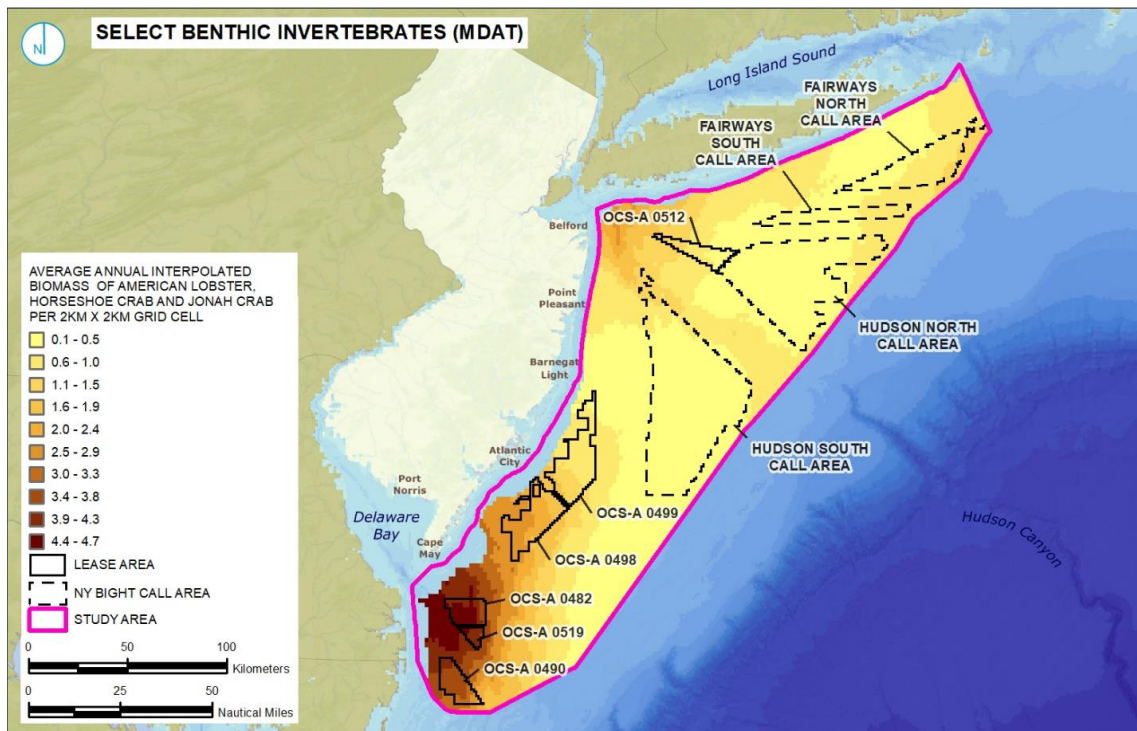 N
SELECT BENTHIC INVERTEBRATES (MDAT)
Long Island Sound
FAIRWAYS
NORTH
CALL AREA
FAIRWAYS
SOUTH
CALL AREA
OCS-A 0512
Belford
Point
Pleasant
Barnegat
Light
HUDSON NORTH
CALL AREA
HUDSON SOUTH
CALL AREA
Atlantic
City
Port
Norris
Delaware
Bay
Cape
May
OCS-A 0499
OCS-A 0498
OCS-A 0482
OCS-A 0519
OCS-A 0490
Hudson Canyon
AVERAGE ANNUAL INTERPOLATED
BIOMASS OF AMERICAN LOBSTER,
HORSESHOE CRAB AND JONAH CRAB
PER 2KM X 2KM GRID CELL
0.1 - 0.5
0.6 - 1.0
1.1 - 1.5
1.6 - 1.9
2.0 - 2.4
2.5 - 2.9
3.0 - 3.3
3.4 - 3.8
3.9 - 4.3
4.4 - 4.7
LEASE AREA
NY BIGHT CALL AREA
STUDY AREA
0 50 100
Kilometers
0 25 50
Nautical Miles